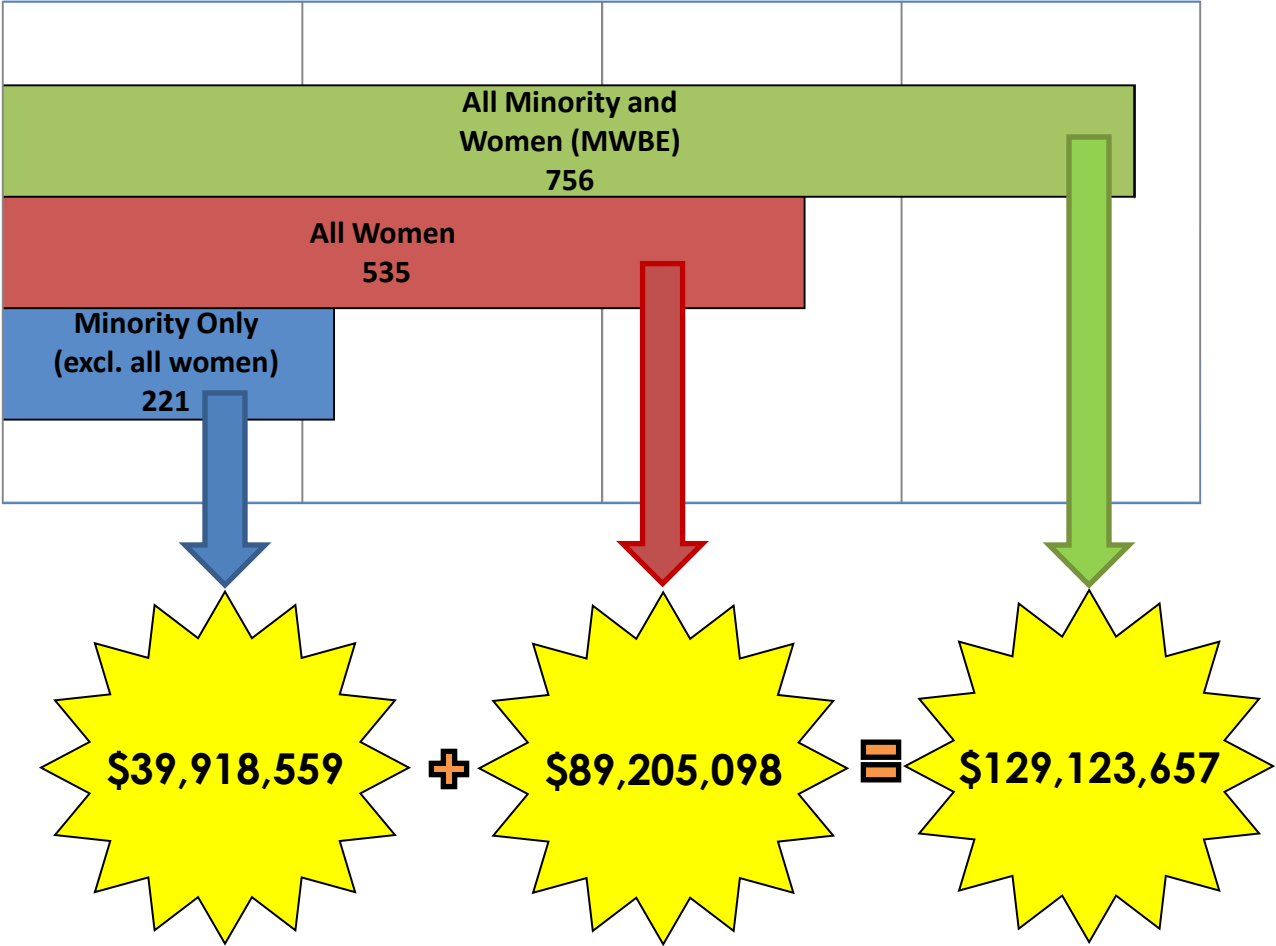 All Minority and
Women (MWBE)
756
All Women
535
Minority Only
(excl. all women)
221
$39,918,559
$89,205,098
$129,123,657